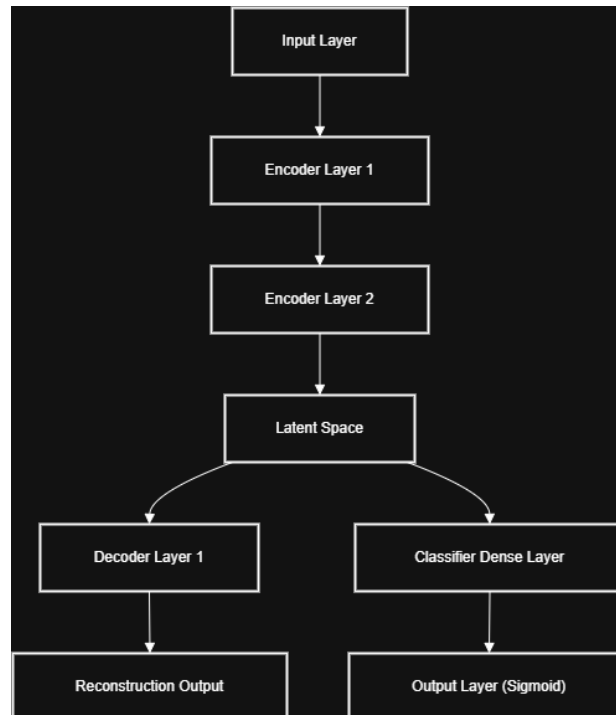 Input Layer
Encoder Layer 1
Encoder Layer 2
Latent Space
Decoder Layer 1
Classifier Dense Layer
Reconstruction Output
Output Layer (Sigmoid)